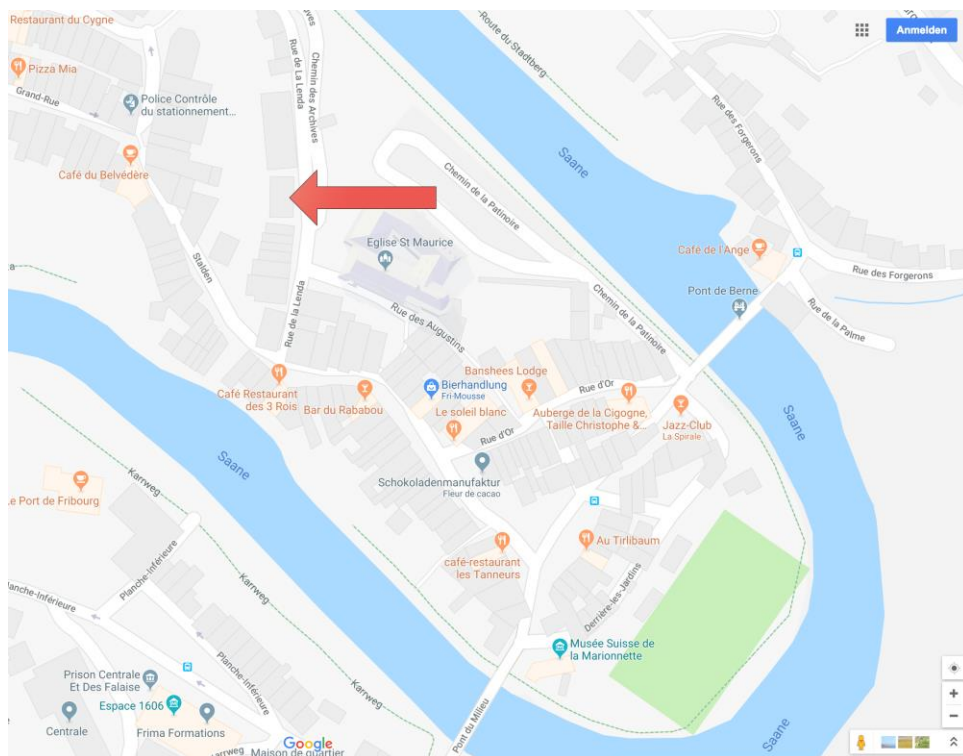 Restaurant du Cygne
Pizza Mia
Grand-Rue
Police Contrôle
du stationnement...
Café du Belvédère
Rue de La Lenda
Chemin des Archives
-Route du Stadtberg
Anmelden
Rue des Forgerons
Saane
Chemin de la Patinoire
Eglise St Maurice
Café de l'Ange
Rue des Forgerons
Pont de Berne
Rue de la Palme
Stalden
Rue de la Lenda
Rue des Augustins
Chemin de la Patinoire
Café Restaurant
des 3 Rois
Bar du Rababou
Bierhandlung
Fri-Mousse
Le soleil blanc
Banshees Lodge
Rue d'Or
Auberge de la Cigogne,
Taille Christophe &...
Jazz-Club
La Spirale
Saane
Rue d'Or
Saane
Schokoladenmanufaktur
Fleur de cacao
Karrweg
Le Port de Fribourg
café-restaurant
les Tanneurs
Au Tirlibaum
Derrière-les-Jardins
Planche-Inférieure
Planche-Inférieure
Karrweg
Musée Suisse de
la Marionnette
Prison Centrale
Et Des Falaise
Espace 1606
Planche-Inférieure
Karrweg
Centrale
Frima Formations
Pont du Milieu
Karrweg
Google
Maison de quartier